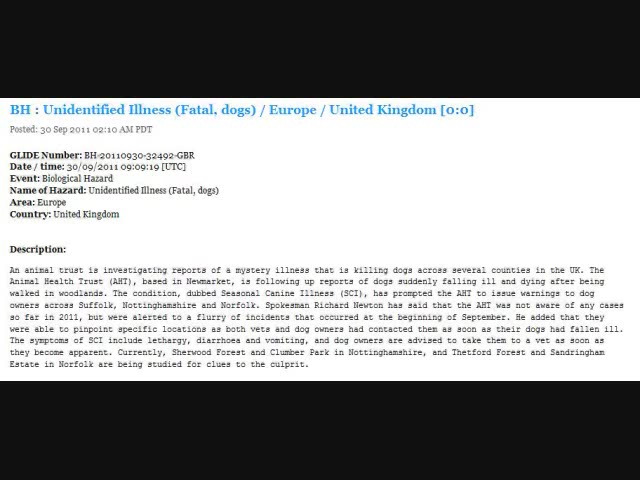 BH : Unidentified Illness (Fatal, dogs) / Europe / United Kingdom [0:0]
Posted: 30 Sep 2011 02:10 AM PDT
GLIDE Number: BH-20110930-32492-GBR
Date / time: 30/09/2011 09:09:19 [UTC]
Event: Biological Hazard
Name of Hazard: Unidentified Illness (Fatal, dogs)
Area: Europe
Country: United Kingdom
Description:
An animal trust is investigating reports of a mystery illness that is killing dogs across several counties in the UK. The
Animal Health Trust (AHT), based in Newmarket, is following up reports of dogs suddenly falling ill and dying after being
walked in woodlands. The condition, dubbed Seasonal Canine Illness (SCI), has prompted the AHT to issue warnings to dog
owners across Suffolk, Nottinghamshire and Norfolk. Spokesman Richard Newton has said that the AHT was not aware of any cases
so far in 2011, but were alerted to a flurry of incidents that occurred at the beginning of September. He added that they
were able to pinpoint specific locations as both vets and dog owners had contacted them as soon as their dogs had fallen ill.
The symptoms of SCI include lethargy, diarrhoea and vomiting, and dog owners are advised to take them to a vet as soon as
they become apparent. Currently, Sherwood Forest and Clumber Park in Nottinghamshire, and Thetford Forest and Sandringham
Estate in Norfolk are being studied for clues to the culprit.